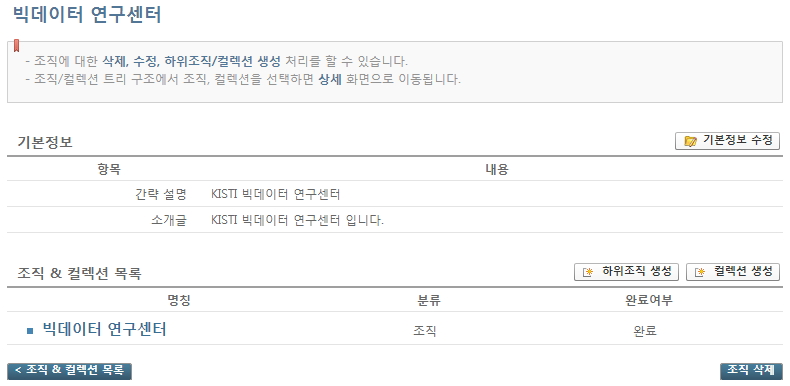 빅데이터 연구센터
- 조직에 대한 삭제, 수정, 하위조직/컬렉션 생성 처리를 할 수 있습니다.
- 조직/컬렉션 트리 구조에서 조직, 컬렉션을 선택하면 상세 화면으로 이동됩니다.
기본정보 기본정보 수정
항목 내용
간략 설명 KISTI 빅데이터 연구센터
소개글 KISTI 빅데이터 연구센터 입니다.
조직 & 컬렉션 목록 하위조직 생성 컬렉션 생성
명칭 분류 완료여부
빅데이터 연구센터 조직 완료
< 조직 & 컬렉션 목록 조직 삭제